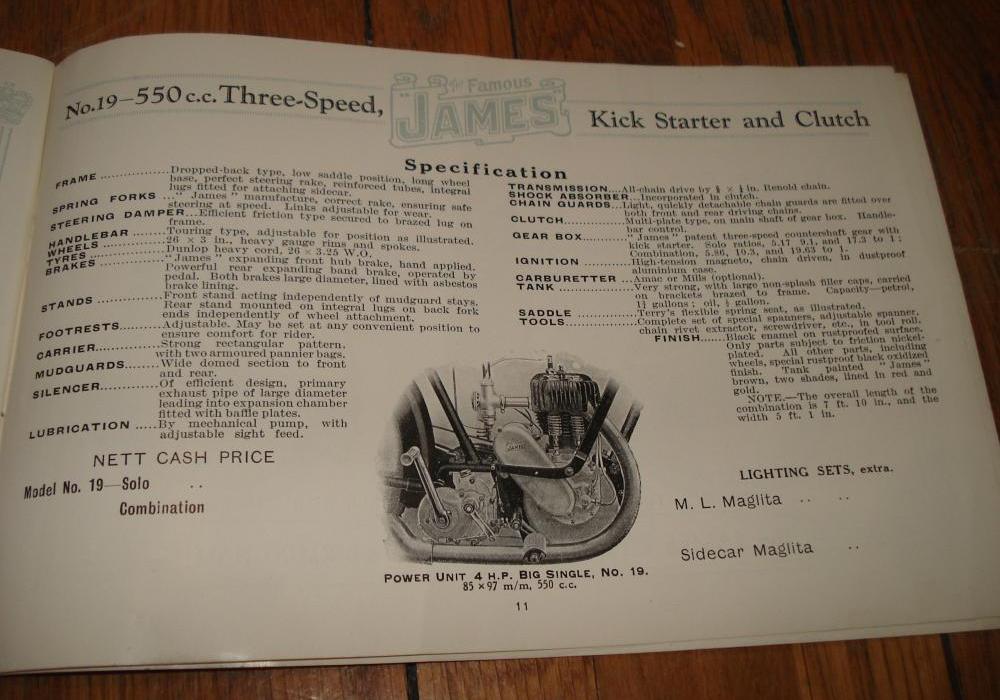 No.19—550 c.c. Three-Speed,
The Famous
"JAMES"
Kick Starter and Clutch
Specification
FRAME ............... Dropped-back type, low saddle position, long wheel
base, perfect steering rake, reinforced tubes, integral
lugs fitted for attaching sidecar.
SPRING FORKS ..." James" manufacture, correct rake, ensuring safe
steering at speed. Links adjustable for wear.
STEERING DAMPER...Efficient friction type secured to brazed lug on
frame.
HANDLEBAR ............Touring type, adjustable for position as illustrated.
WHEELS ...............26 × 3 in., heavy gauge rims and spokes.
TYRES ................Dunlop heavy cord, 26 × 3.25 W.O.
BRAKES ..............." James" expanding front hub brake, hand applied.
Powerful rear expanding band brake, operated by
pedal. Both brakes large diameter, lined with asbestos
brake lining.
STANDS ...............Front stand acting independently of mudguard stays.
Rear stand mounted on integral lugs on back fork
ends independently of wheel attachment.
FOOTRESTS.........Adjustable. May be set at any convenient position to
ensure comfort for rider.
CARRIER...............Strong rectangular pattern,
with two armoured pannier bags.
MUDGUARDS.......Wide domed section to front
and rear.
SILENCER............Of efficient design, primary
exhaust pipe of large diameter
leading into expansion chamber
fitted with baffle plates.
LUBRICATION .....By mechanical pump, with
adjustable sight feed.
NETT CASH PRICE
Model No. 19—Solo ..
Combination
TRANSMISSION....All-chain drive by in. Renold chain.
SHOCK ABSORBER...Incorporated in clutch.
CHAIN GUARDS...Light, quickly detachable chain guards are fitted over
both front and rear driving chains.
CLUTCH...............Multi-plate type, on main shaft of gear box. Handle-
bar control.
GEAR BOX............" James " patent three-speed countershaft gear with
kick starter. Solo ratios, 5.17 9.1, and 17.3 to 1;
Combination, 5.86, 10.3, and 19.63 to 1.
IGNITION ............High-tension magneto, chain driven, in dustproof
aluminium case.
CARBURETTER ...Amac or Mills (optional).
TANK ..................Very strong, with large non-splash filler caps, carried
on brackets brazed to frame. Capacity—petrol,
gallons; oil, gallon.
SADDLE ...............Terry's flexible spring seat, as illustrated.
TOOLS..................Complete set of special spanners, adjustable spanner,
chain rivet extractor, screwdriver, etc., in tool roll.
FINISH.......Black enamel on rustproofed surface.
Only parts subject to friction nickel-
plated. All other parts, including
wheels, special rustproof black oxidized
finish. Tank painted "James"
brown, two shades, lined in red and
gold.
NOTE.—The overall length of the
combination is 7 ft. 10 in., and the
width 5 ft. 1 in.
LIGHTING SETS, extra.
M. L. Maglita .. ..
Sidecar Maglita ..
JAMES
POWER UNIT 4 H.P. BIG SINGLE, No. 19.
85 × 97 m/m, 550 c.c.
11